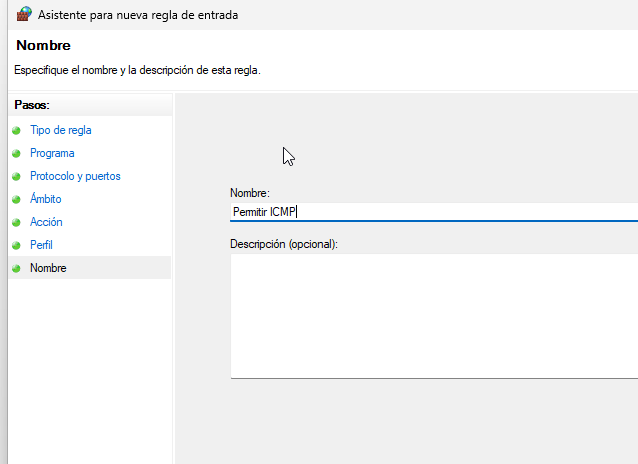 Asistente para nueva regla de entrada
Nombre
Especifique el nombre y la descripción de esta regla.
Pasos:
Tipo de regla
Programa
Protocolo y puertos
Ámbito
Acción
Perfil
Nombre
Nombre:
Permitir ICMP
Descripción (opcional):